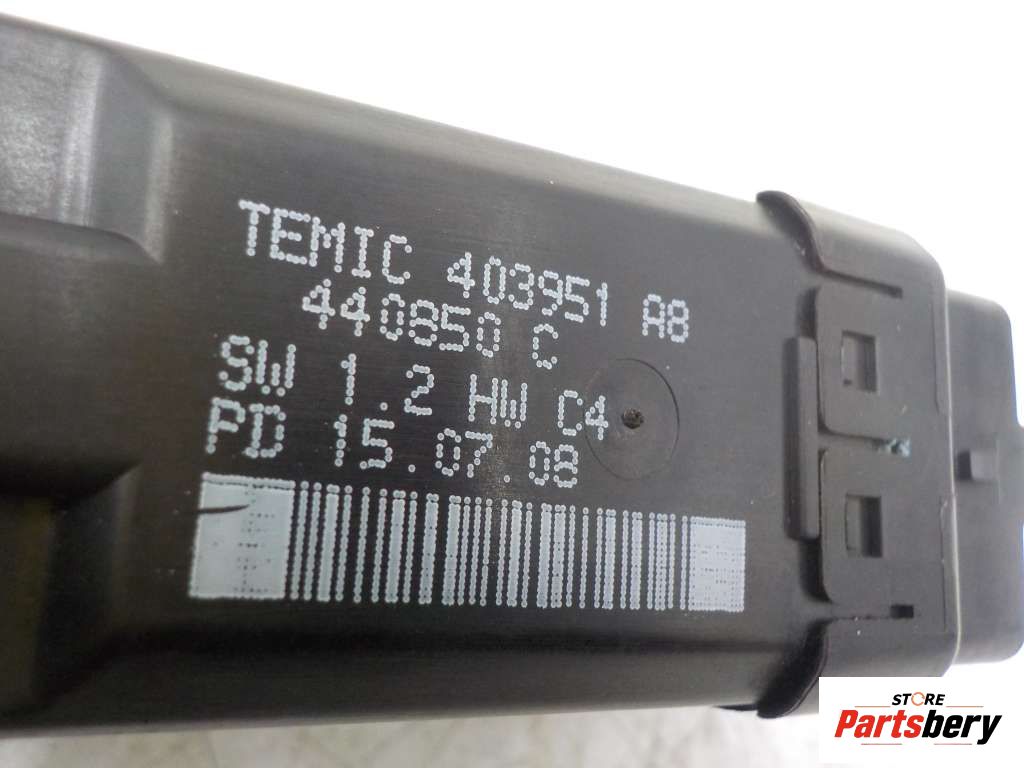 TEMIC 403951 A8
440850 C
SW 1.2 HW C4
PD 15.07.08
STORE
Partsbery